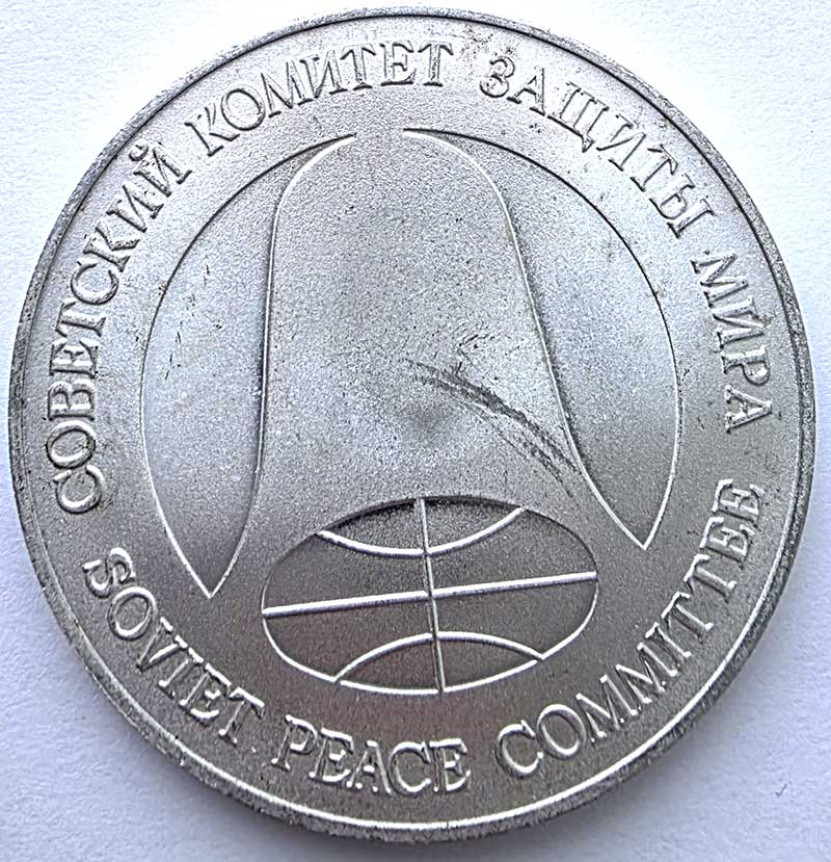 СОВЕТСКИЙ КОМИТЕТ ЗАЩИТЫ МИРА
SOVIET PEACE COMMITTEE